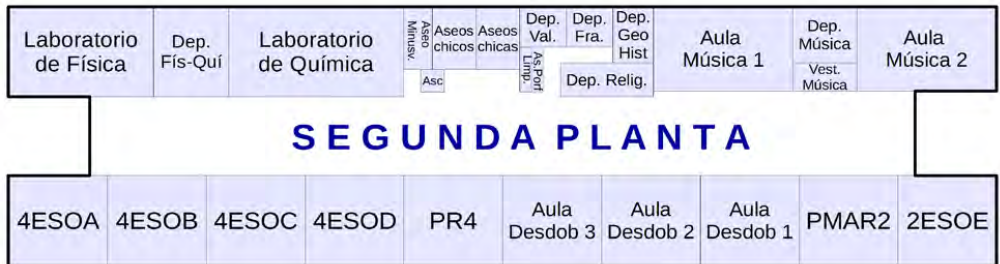 Laboratorio
de Física
Dep.
Fís-Quí
Laboratorio
de Química
Aseo
Minusv.
Aseos
chicos
Aseos
chicas
Asc
Dep.
Val.
As.Porf
Limp.
Dep.
Fra.
Dep.
Geo
Hist
Dep. Relig.
Aula
Música 1
Dep.
Música
Vest.
Música
Aula
Música 2
SEGUNDA PLANTA
4ESOA
4ESOB
4ESOC
4ESOD
PR4
Aula
Desdob 3
Aula
Desdob 2
Aula
Desdob 1
PMAR2
2ESOE